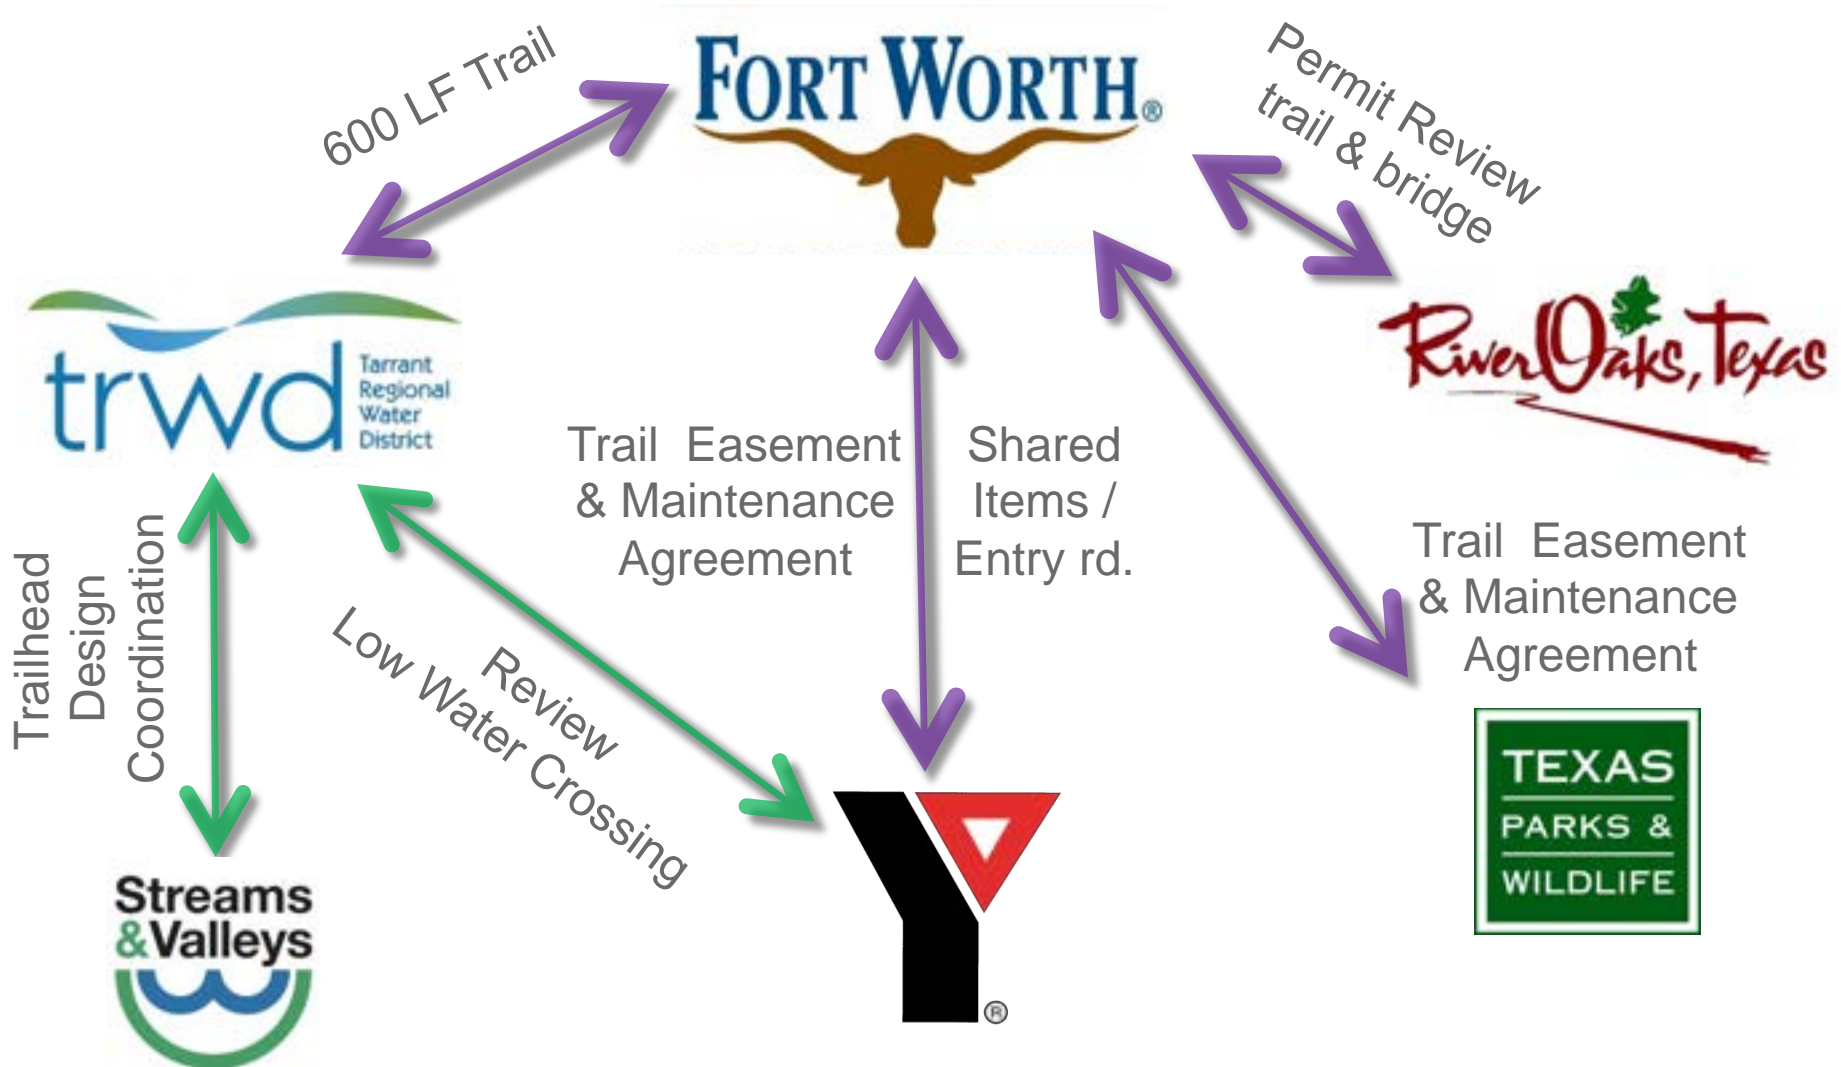 600 LF Trail
FORT WORTH®
Permit Review
trail & bridge
trwd
Tarrant
Regional
Water
District
River Oaks, Texas
Trail Easement
& Maintenance
Agreement
Shared
Items /
Entry rd.
Trail Easement
& Maintenance
Agreement
Trailhead
Design
Coordination
Review
Low Water Crossing
TEXAS
PARKS &
WILDLIFE
Streams
&Valleys
Y
®